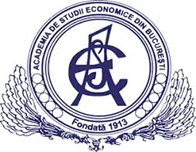 ACADEMIA DE STUDII ECONOMICE DIN BUCUREȘTI
Fondată 1913